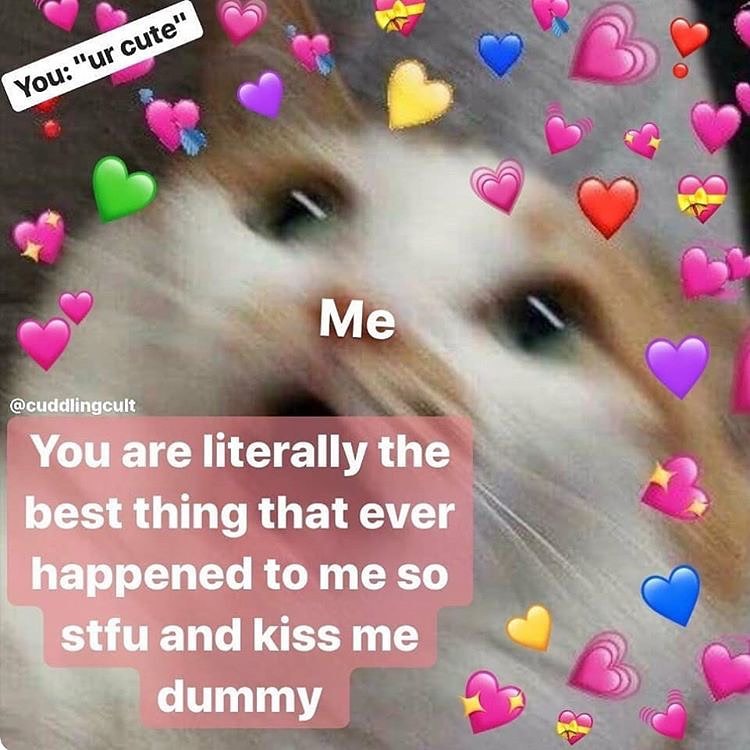 You: "ur cute"
Me
@cuddlingcult
You are literally the
best thing that ever
happened to me so
stfu and kiss me
dummy